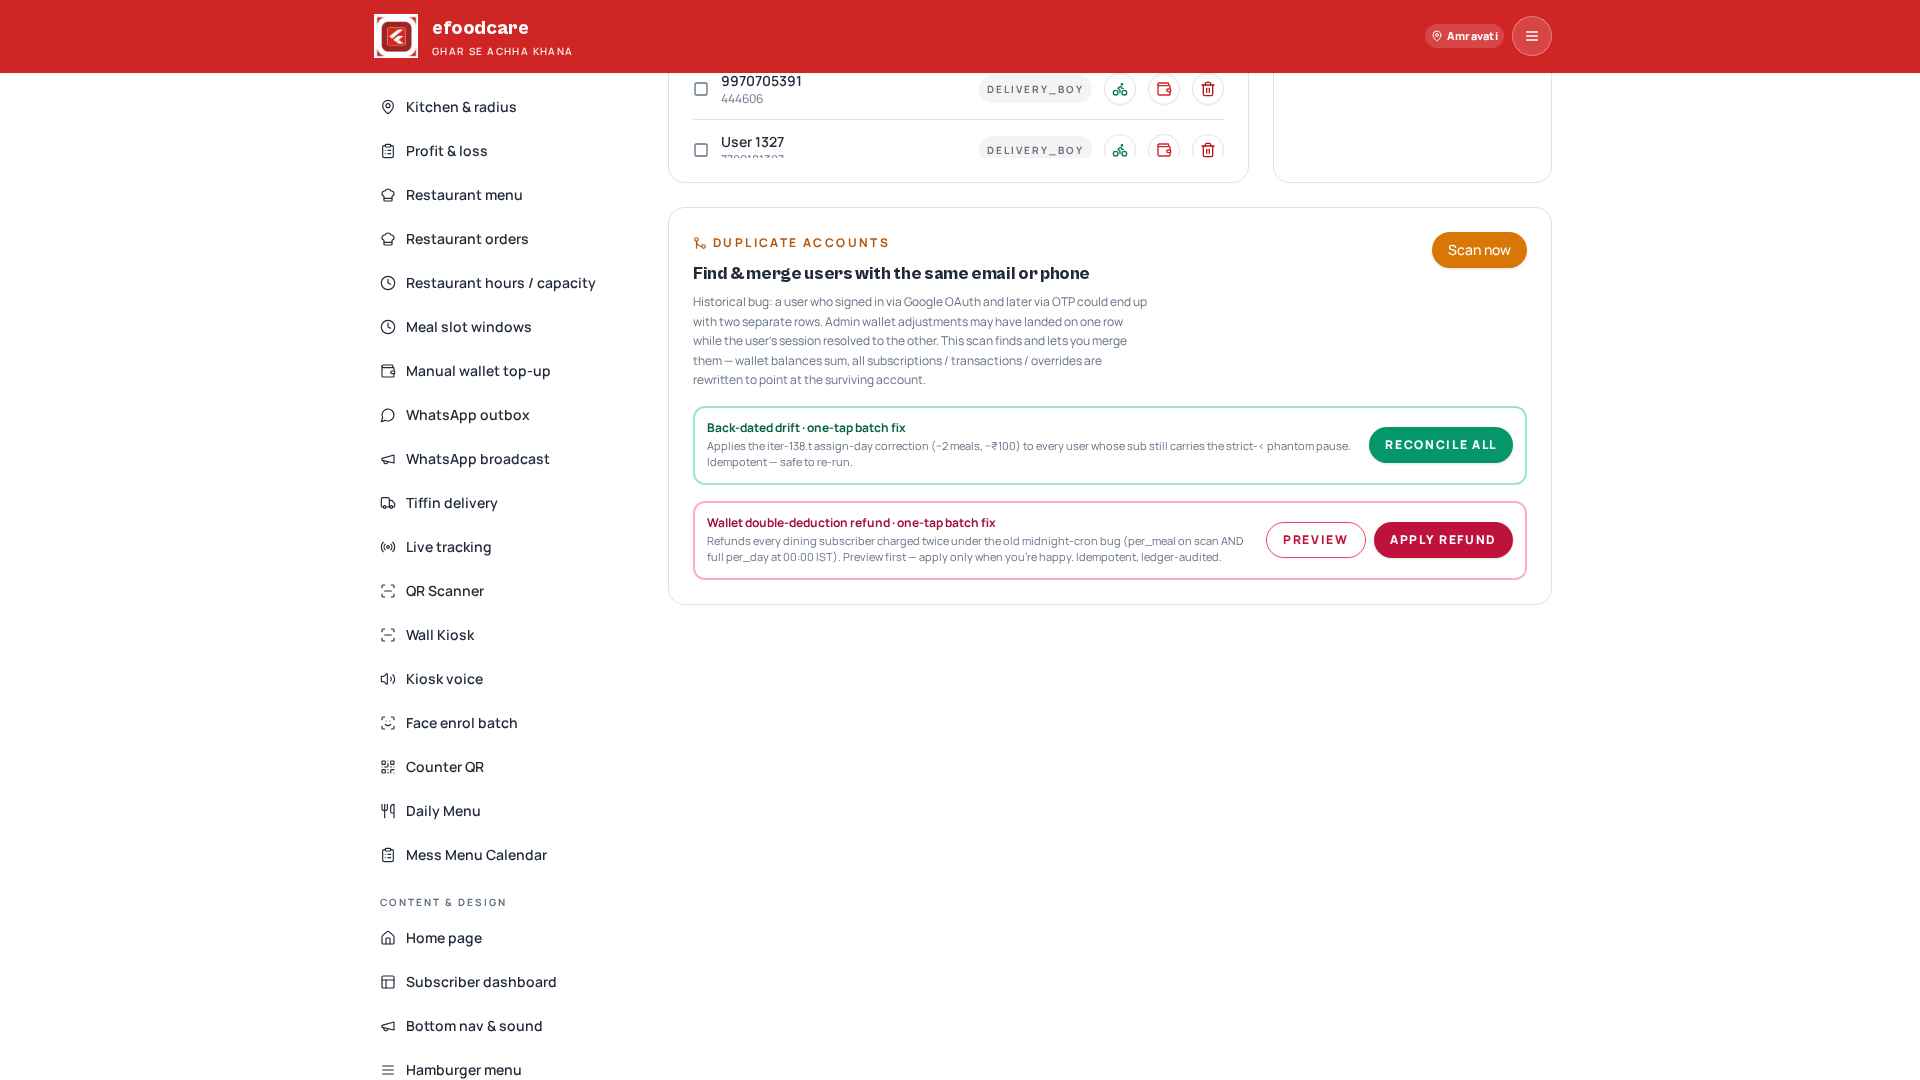 efoodcare
GHAR SE ACHHA KHANA
Amravati
Kitchen & radius
Profit & loss
Restaurant menu
Restaurant orders
Restaurant hours / capacity
Meal slot windows
Manual wallet top-up
WhatsApp outbox
WhatsApp broadcast
Tiffin delivery
Live tracking
QR Scanner
Wall Kiosk
Kiosk voice
Face enrol batch
Counter QR
Daily Menu
Mess Menu Calendar
CONTENT & DESIGN
Home page
Subscriber dashboard
Bottom nav & sound
Hamburger menu
9970705391
444606
DELIVERY_BOY
User 1327
DELIVERY_BOY
DUPLICATE ACCOUNTS
Find & merge users with the same email or phone
Historical bug: a user who signed in via Google OAuth and later via OTP could end up
with two separate rows. Admin wallet adjustments may have landed on one row
while the user's session resolved to the other. This scan finds and lets you merge
them — wallet balances sum, all subscriptions / transactions / overrides are
rewritten to point at the surviving account.
Scan now
Back-dated drift · one-tap batch fix
Applies the iter-138.t assign-day correction (−2 meals, −₹100) to every user whose sub still carries the strict-< phantom pause.
Idempotent — safe to re-run.
RECONCILE ALL
Wallet double-deduction refund · one-tap batch fix
Refunds every dining subscriber charged twice under the old midnight-cron bug (per_meal on scan AND
full per_day at 00:00 IST). Preview first — apply only when you're happy. Idempotent, ledger-audited.
PREVIEW
APPLY REFUND